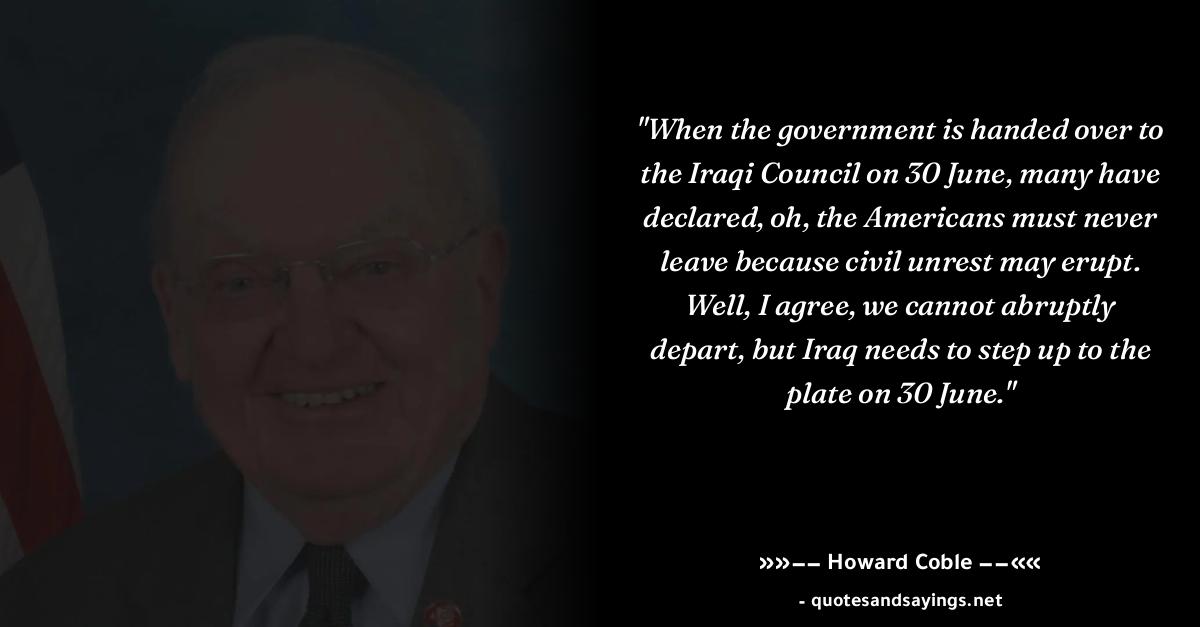 "When the government is handed over to
the Iraqi Council on 30 June, many have
declared, oh, the Americans must never
leave because civil unrest may erupt.
Well, I agree, we cannot abruptly
depart, but Iraq needs to step up to the
plate on 30 June."
»»−− Howard Coble −−««
- quotesandsayings.net